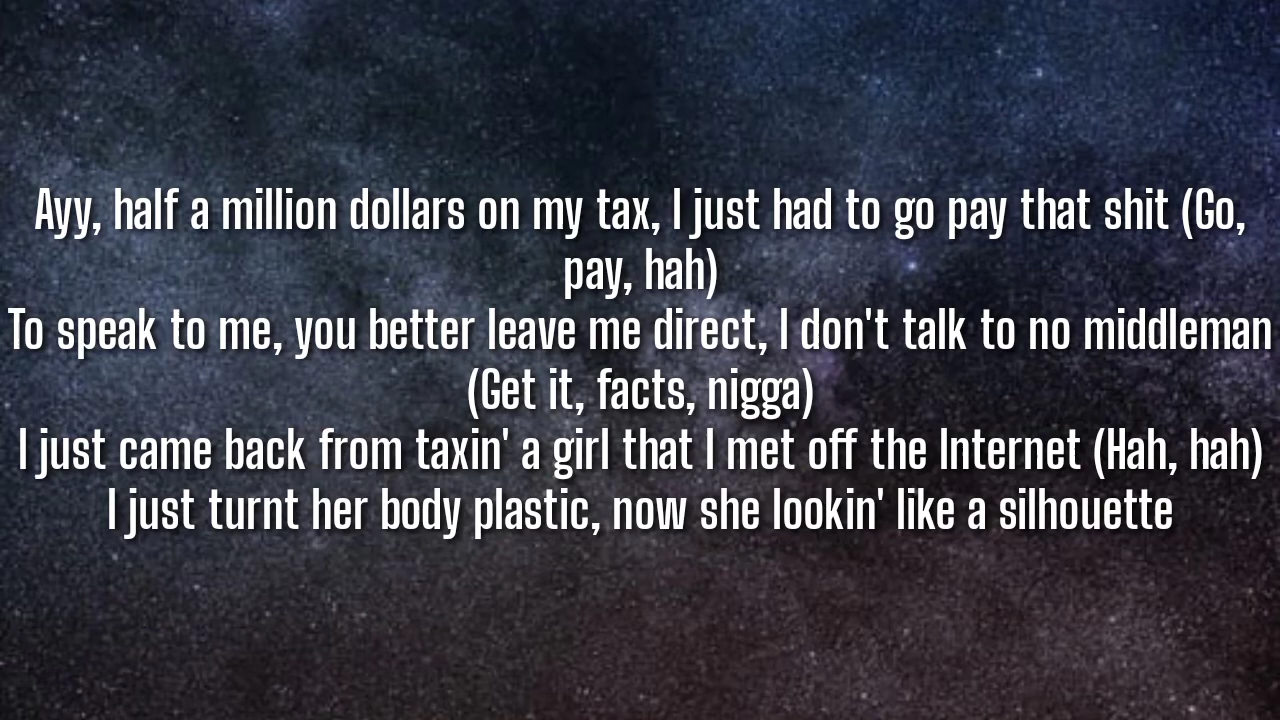 Ayy, half a million dollars on my tax, I just had to go pay that shit (Go,
pay, hah)
To speak to me, you better leave me direct, I don't talk to no middleman
(Get it, facts, nigga)
I just came back from taxin' a girl that I met off the Internet (Hah, hah)
I just turnt her body plastic, now she lookin' like a silhouette